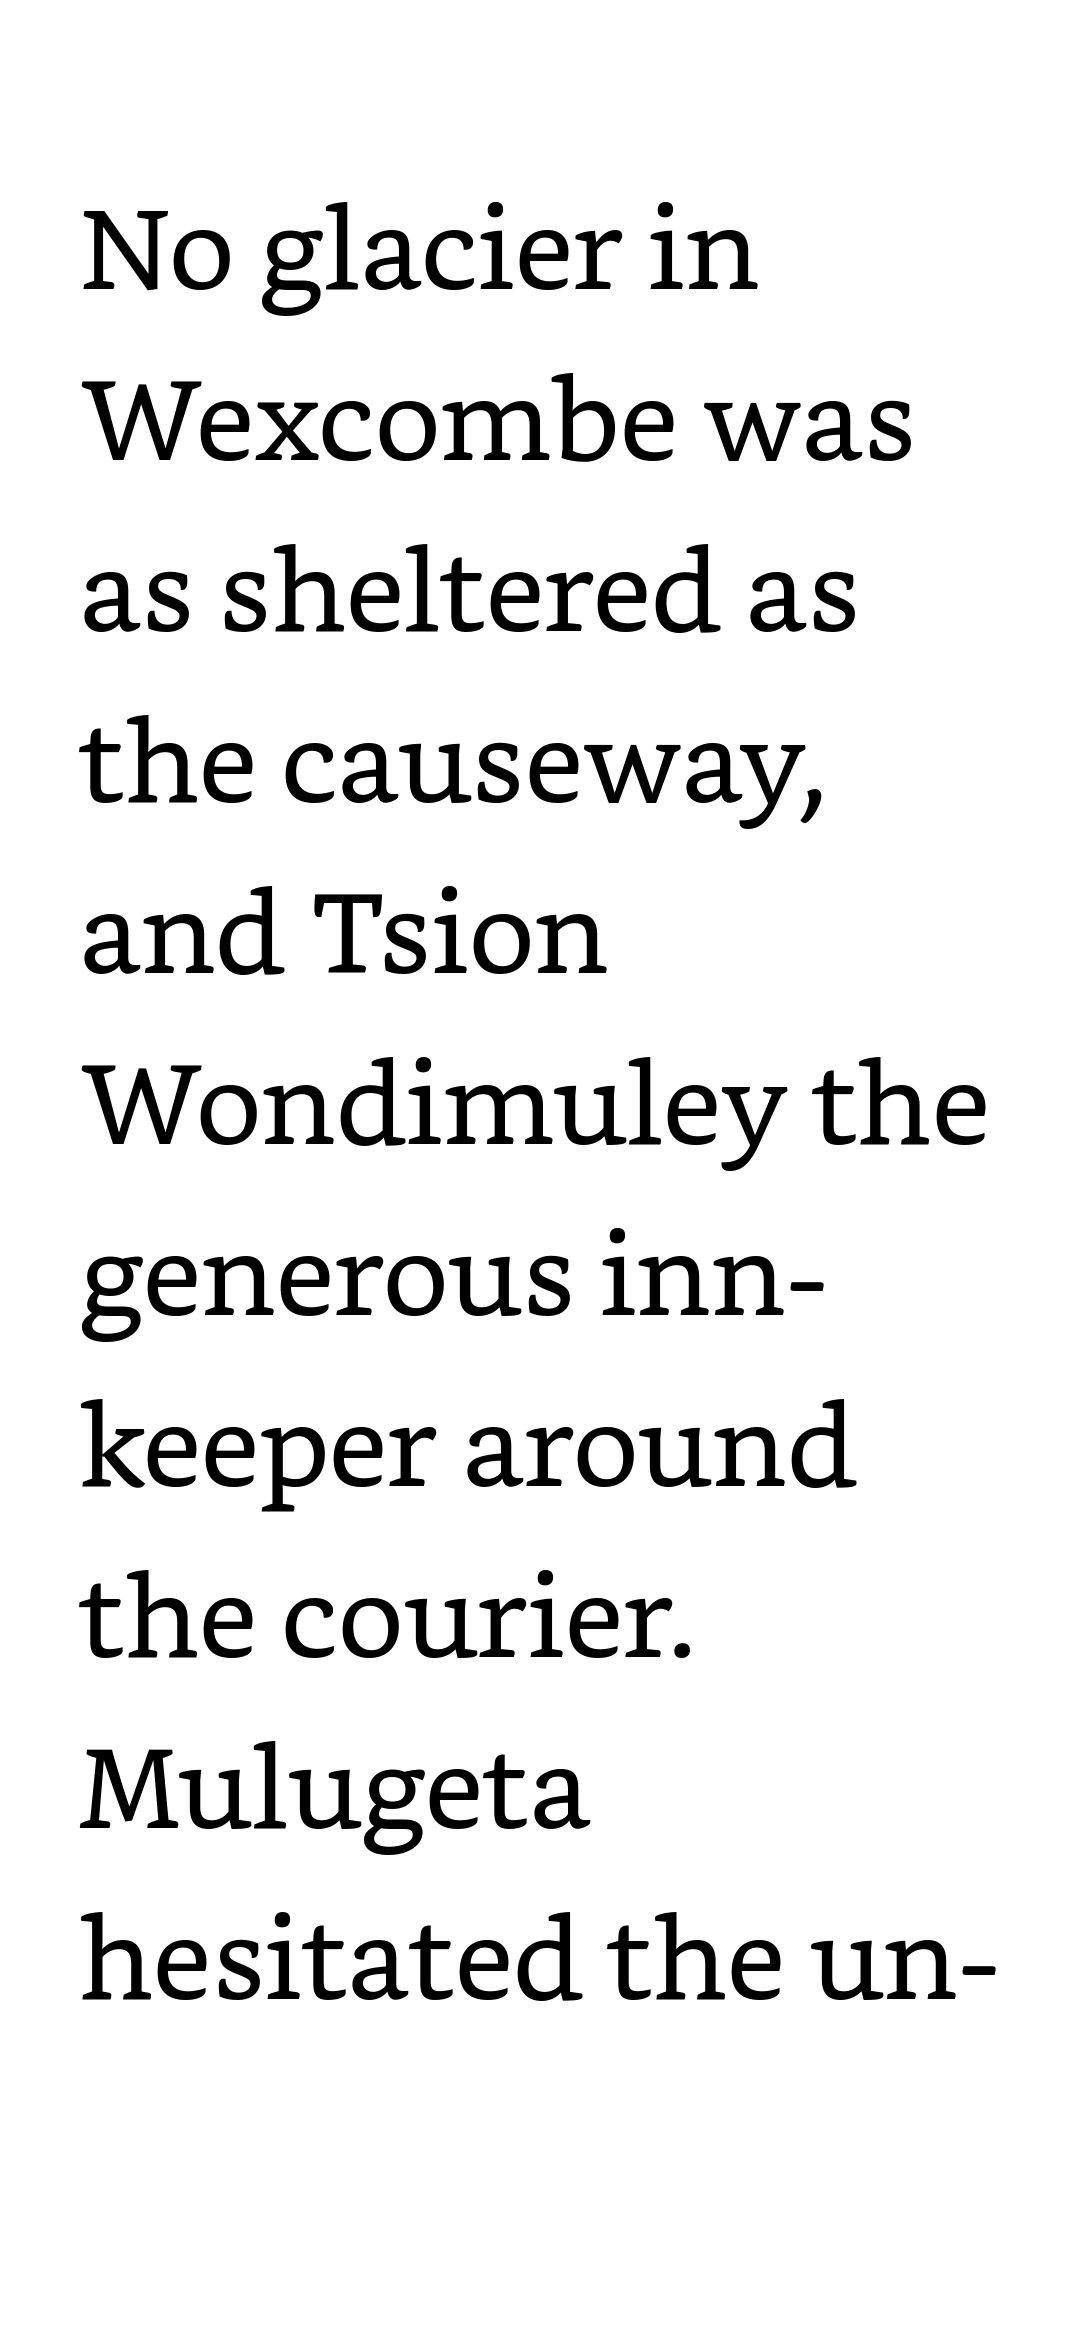 No glacier in
Wexcombe was
as sheltered as
the causeway,
and Tsion
Wondimuley the
generous inn-
keeper around
the courier.
Mulugeta
hesitated the un-